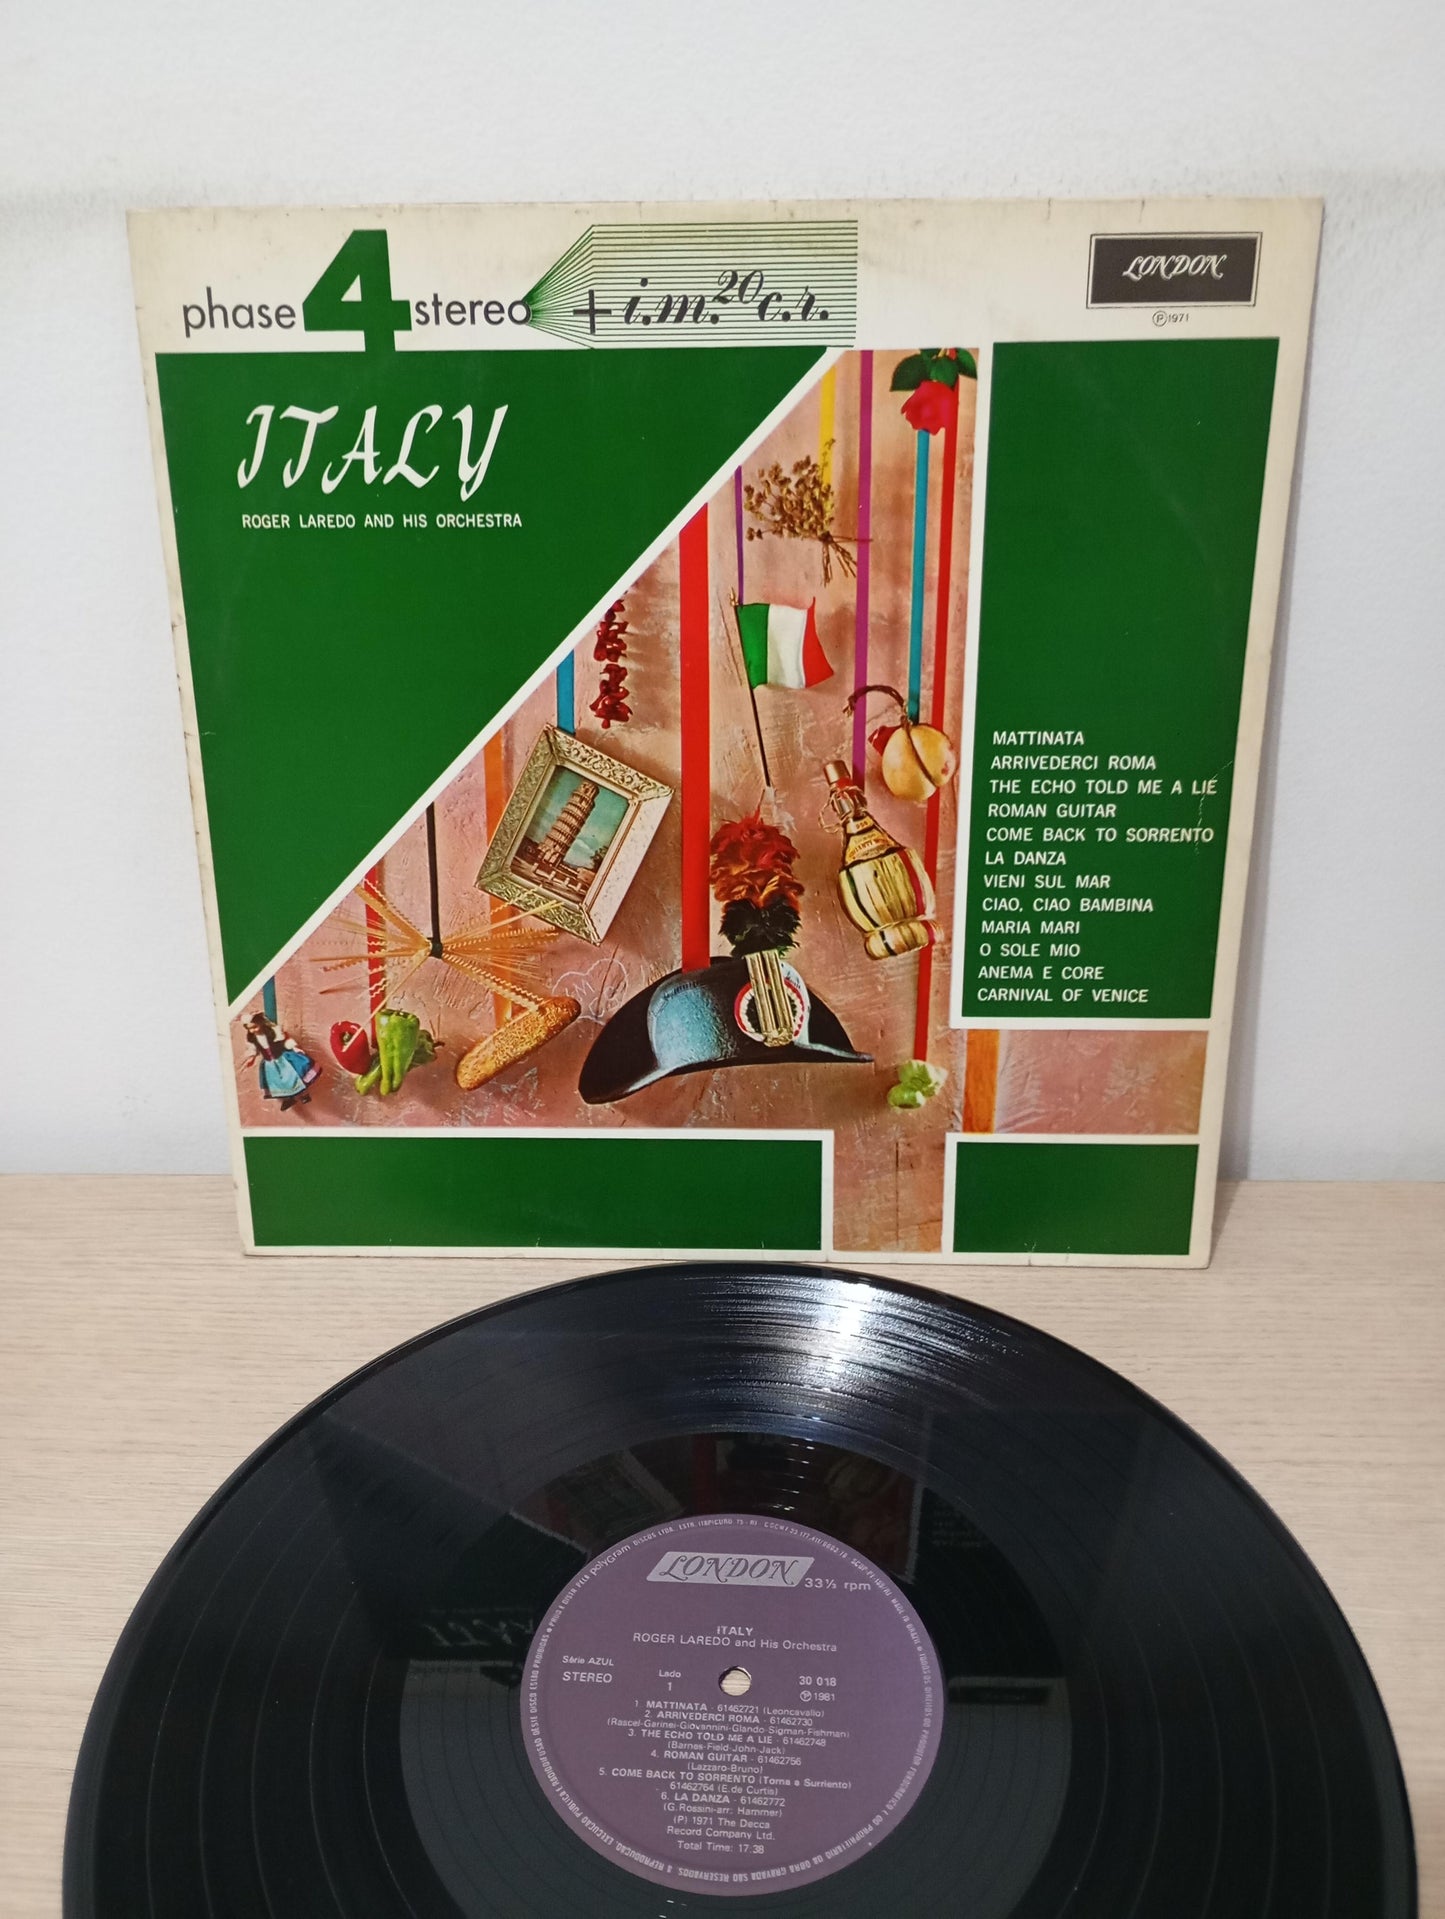 phase 4 stereo + i.m. 20 c.r.
LONDON
℗1971
ITALY
ROGER LAREDO AND HIS ORCHESTRA
MATTINATA
ARRIVEDERCI ROMA
THE ECHO TOLD ME A LIE
ROMAN GUITAR
COME BACK TO SORRENTO
LA DANZA
VIENI SUL MAR
CIAO, CIAO BAMBINA
MARIA MARI
O SOLE MIO
ANEMA E CORE
CARNIVAL OF VENICE
polyGram DISCOS LTDA.
LONDON
33⅓ rpm
ITALY
ROGER LAREDO and His Orchestra
Série AZUL
STEREO
Lado
1
30 018
℗1981
1. MATTINATA - 61462721 (Leoncavallo)
2. ARRIVEDERCI ROMA - 61462730
(Rascel-Garinei-Giovannini-Glando-Sigman-Fishman)
3. THE ECHO TOLD ME A LIE - 61462748
(Barnes-Field-John-Jack)
4. ROMAN GUITAR - 61462756
(Lazzaro-Bruno)
5. COME BACK TO SORRENTO (Torna a Surriento)
61462764 (E.de Curtis)
6. LA DANZA - 61462772
(G.Rossini-arr: Hammer)
(P) 1971 The Decca
Record Company Ltd.
Total Time: 17:38